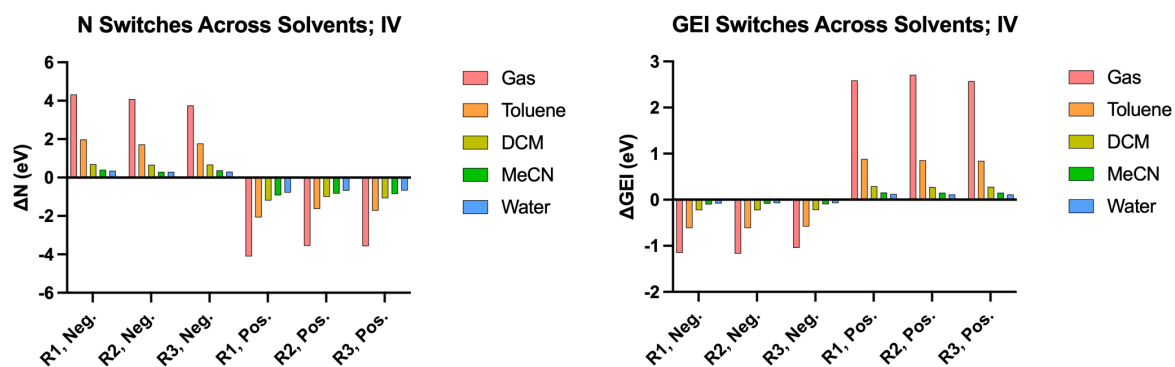 N Switches Across Solvents; IV
ΔN (eV)
6
4
2
0
-2
-4
-6
R1, Neg.
R2, Neg.
R3, Neg.
R1, Pos.
R2, Pos.
R3, Pos.
Gas
Toluene
DCM
MeCN
Water
GEI Switches Across Solvents; IV
ΔGEI (eV)
3
2
1
0
-1
-2
R1, Neg.
R2, Neg.
R3, Neg.
R1, Pos.
R2, Pos.
R3, Pos.
Gas
Toluene
DCM
MeCN
Water